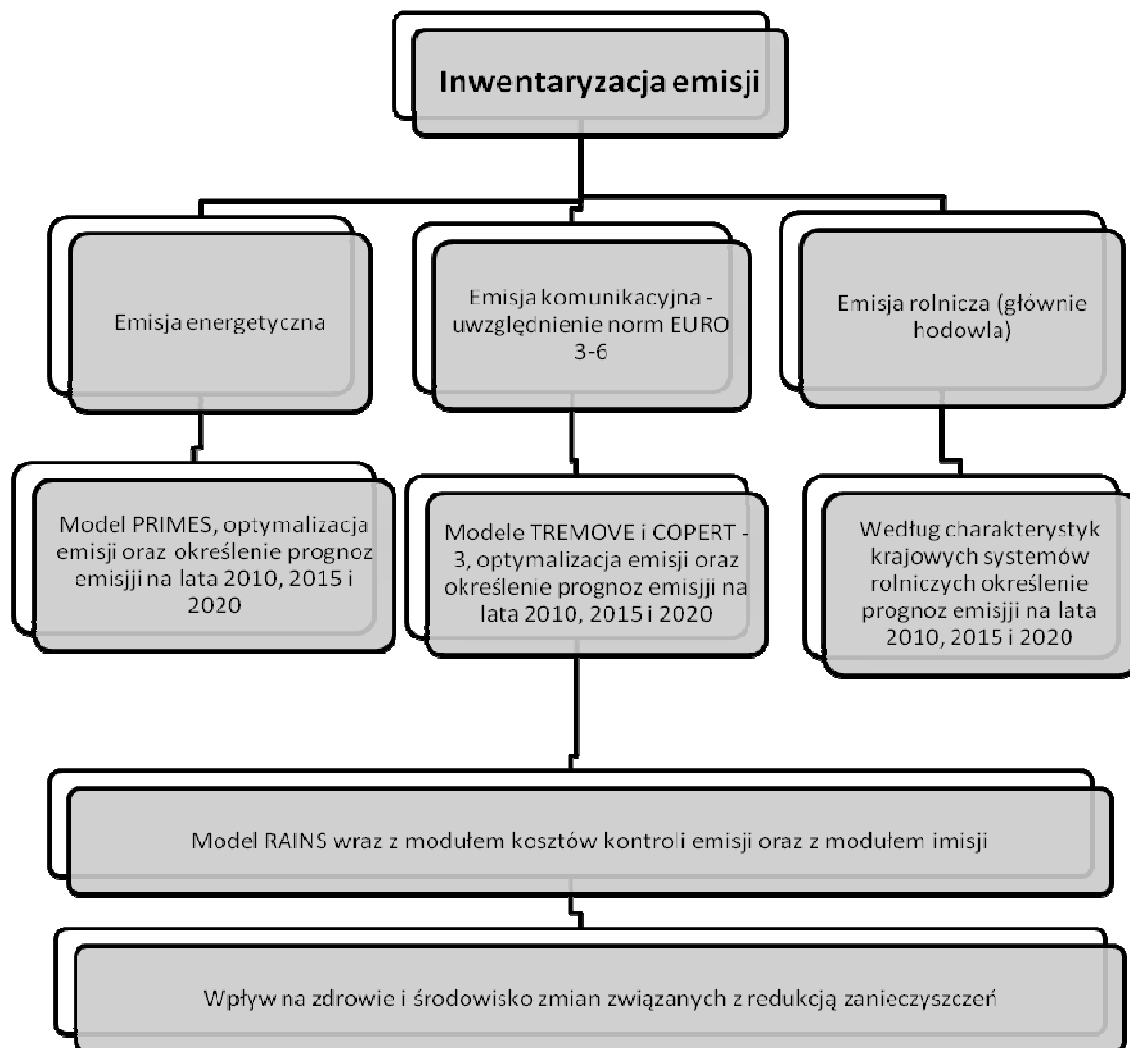 Inwentaryzacja emisji
Emisja energetyczna
Emisja komunikacyjna -
uwzględnienie norm EURO
3-6
Emisja rolnicza (głównie
hodowla)
Model PRIMES, optymalizacja
emisji oraz określenie prognoz
emisjji na lata 2010, 2015 i
2020
Modele TREMOVE i COPERT -
3, optymalizacja emisji oraz
określenie prognoz emisjji na
lata 2010, 2015 i 2020
Według charakterystyk
krajowych systemów
rolniczych określenie
prognoz emisjji na lata
2010, 2015 i 2020
Model RAINS wraz z modułem kosztów kontroli emisji oraz z modułem imisji
Wpływ na zdrowie i środowisko zmian związanych z redukcją zanieczyszczeń